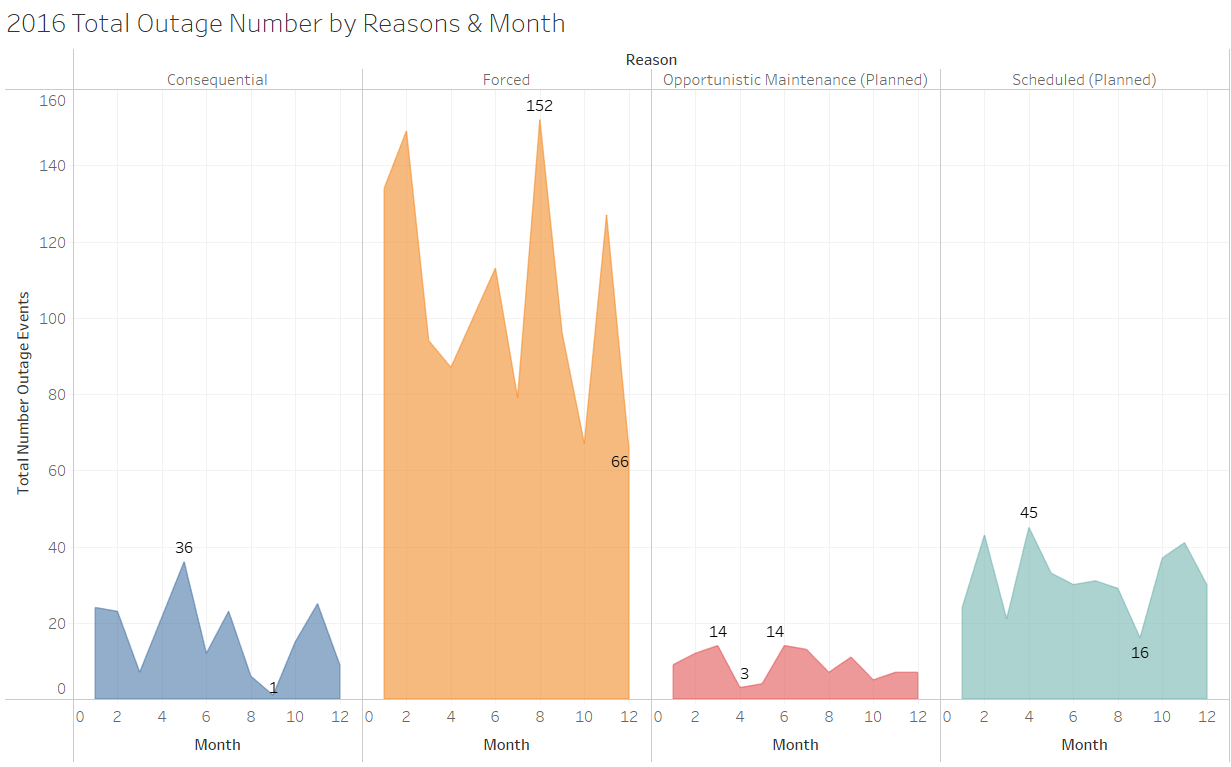 2016 Total Outage Number by Reasons & Month
Reason
Consequential Forced Opportunistic Maintenance (Planned) Scheduled (Planned)
Total Number Outage Events
160
152
140
120
100
80
60
66
40
36
45
20
14 14
16
0
1
3
0 2 4 6 8 10 12 0 2 4 6 8 10 12 0 2 4 6 8 10 12 0 2 4 6 8 10 12
Month Month Month Month